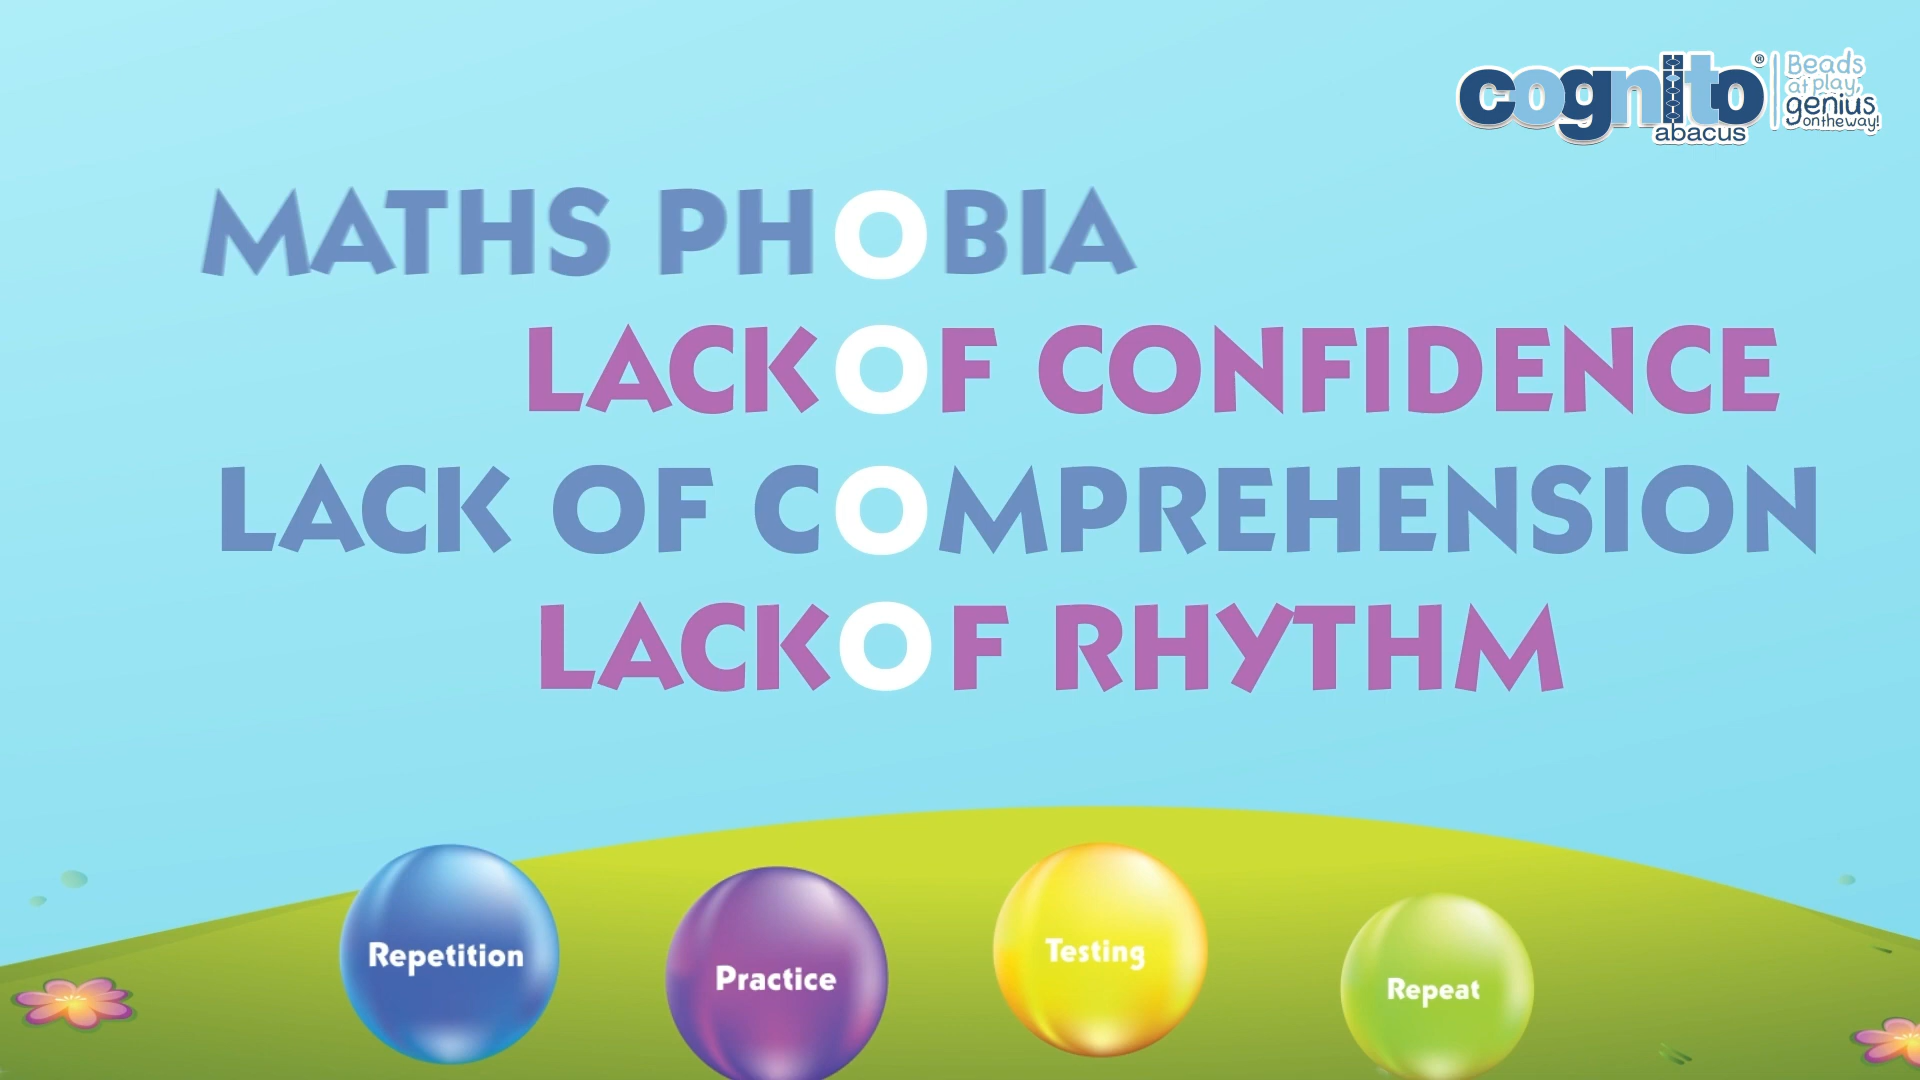 cognito®
abacus
Beads
at play,
genius
on the way!
MATHS PHOBIA
LACK OF CONFIDENCE
LACK OF COMPREHENSION
LACK OF RHYTHM
Repetition
Practice
Testing
Repeat